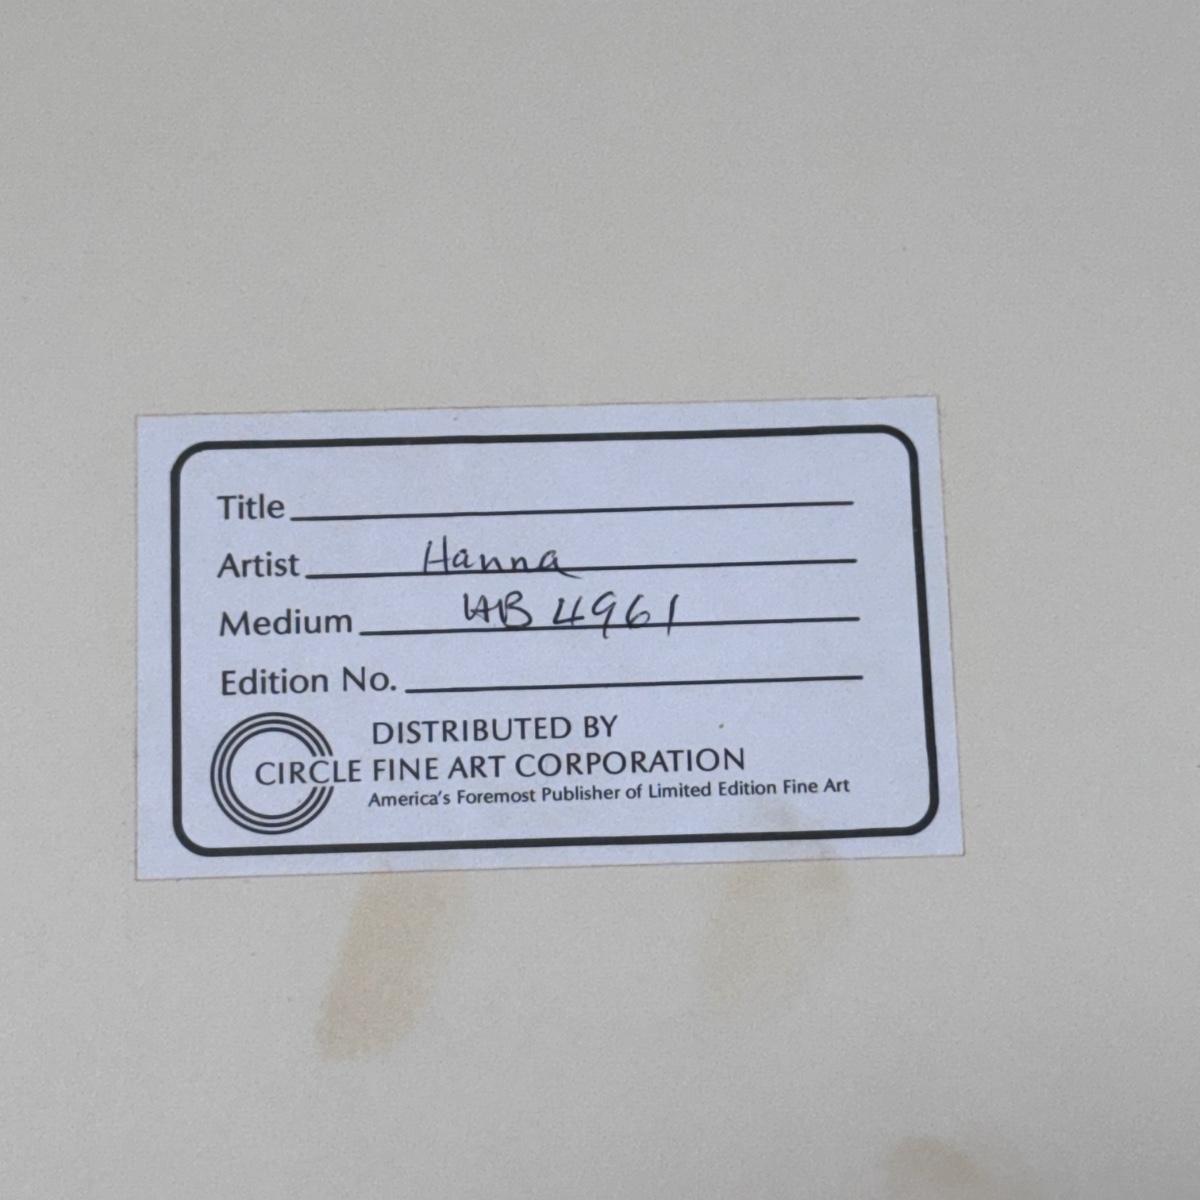 Title
Artist Hanna
Medium HB 4961
Edition No.
DISTRIBUTED BY
CIRCLE FINE ART CORPORATION
America's Foremost Publisher of Limited Edition Fine Art